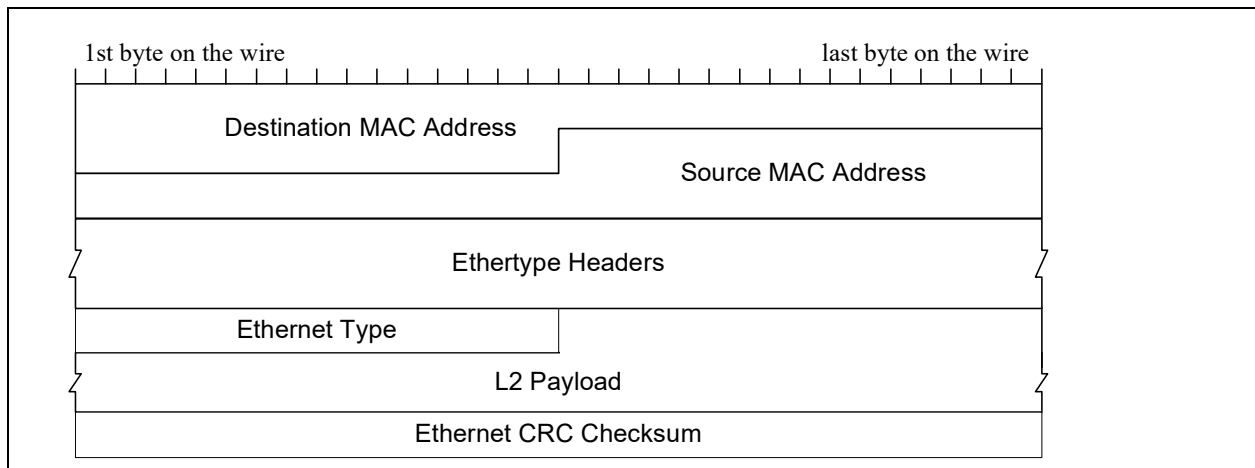 1st byte on the wire
last byte on the wire
Destination MAC Address
Source MAC Address
Ethertype Headers
Ethernet Type
L2 Payload
Ethernet CRC Checksum